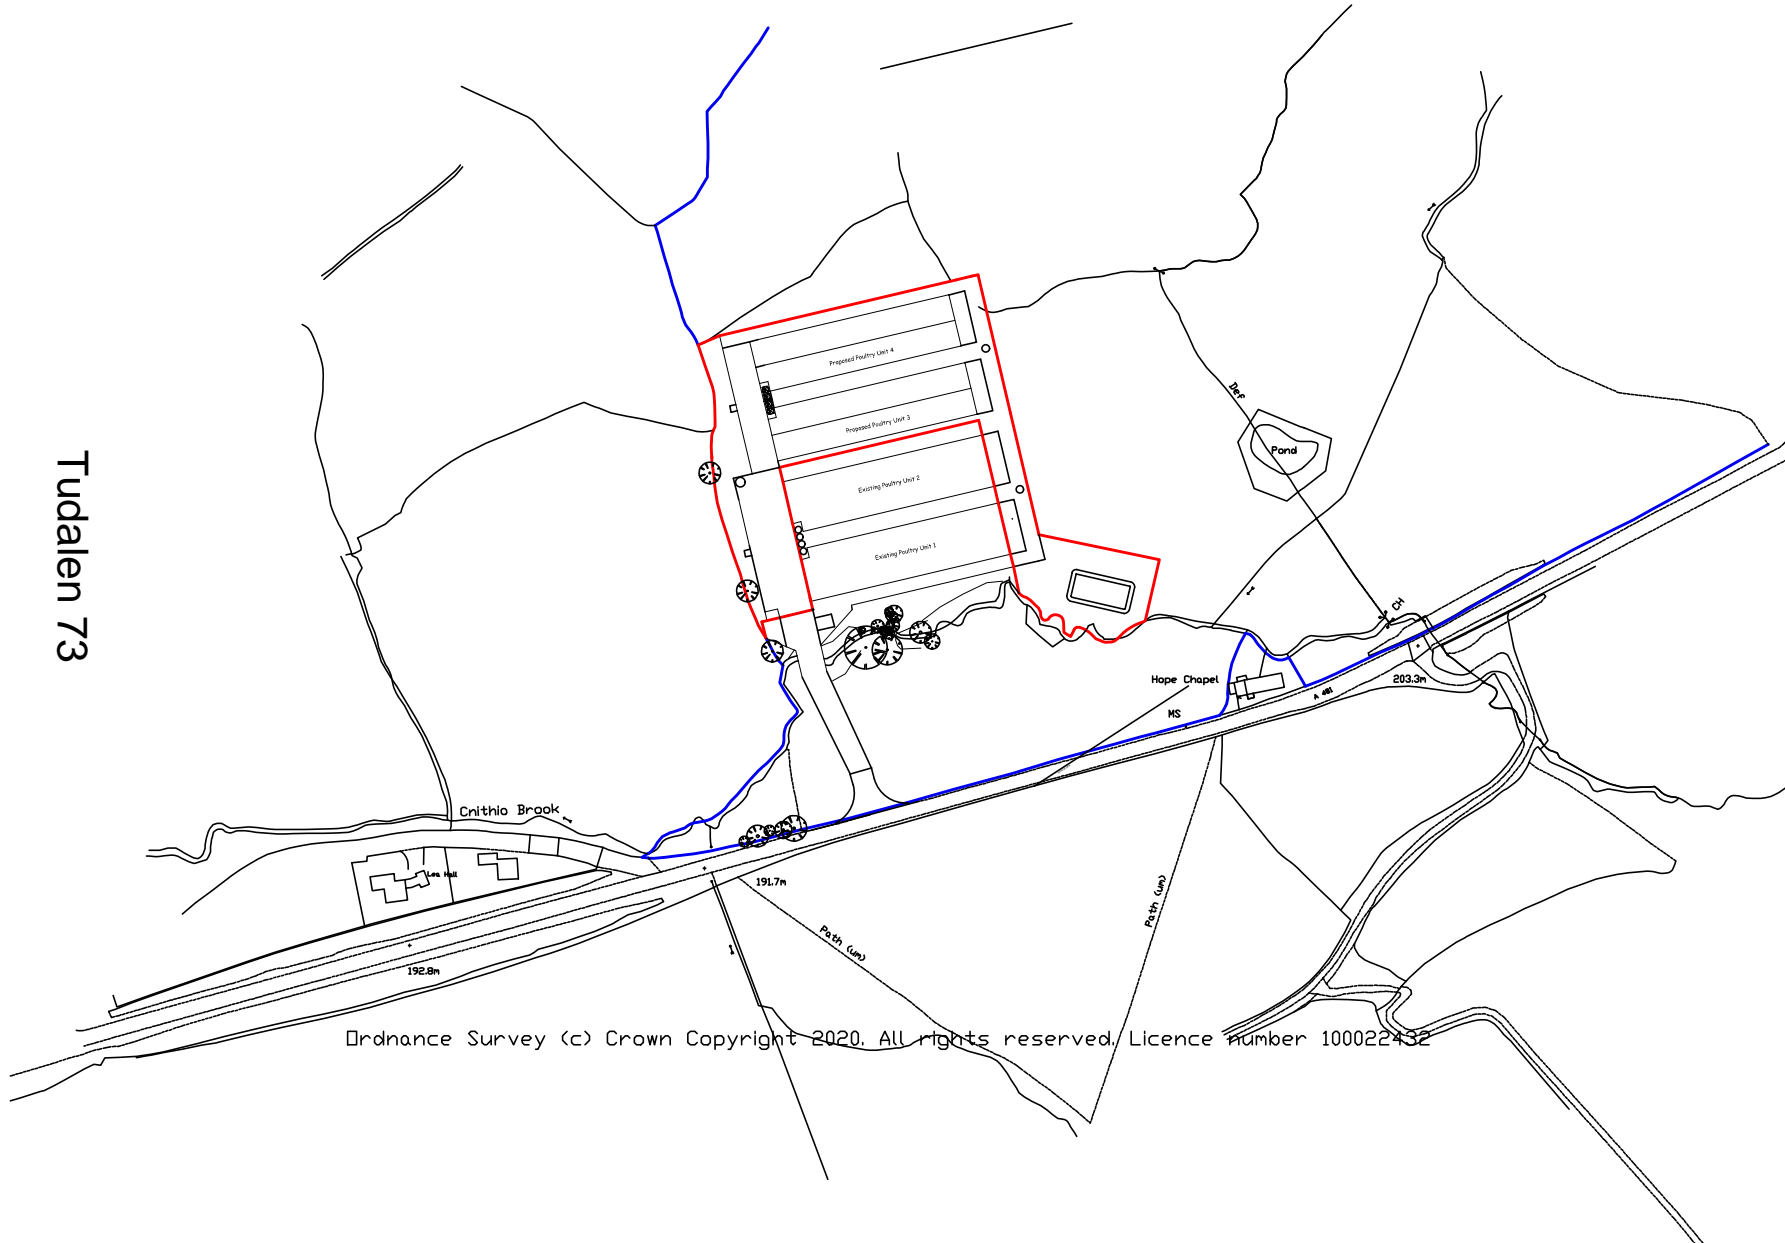 Tudalen 73
Proposed Poultry Unit 4
Proposed Poultry Unit 3
Existing Poultry Unit 2
Existing Poultry Unit 1
Def
Pond
CH
Hope Chapel
A 481
203.3m
MS
Cnithio Brook
Lea Hall
191.7m
Path (um)
Path (um)
192.8m
Ordnance Survey (c) Crown Copyright 2020. All rights reserved. Licence number 100022432